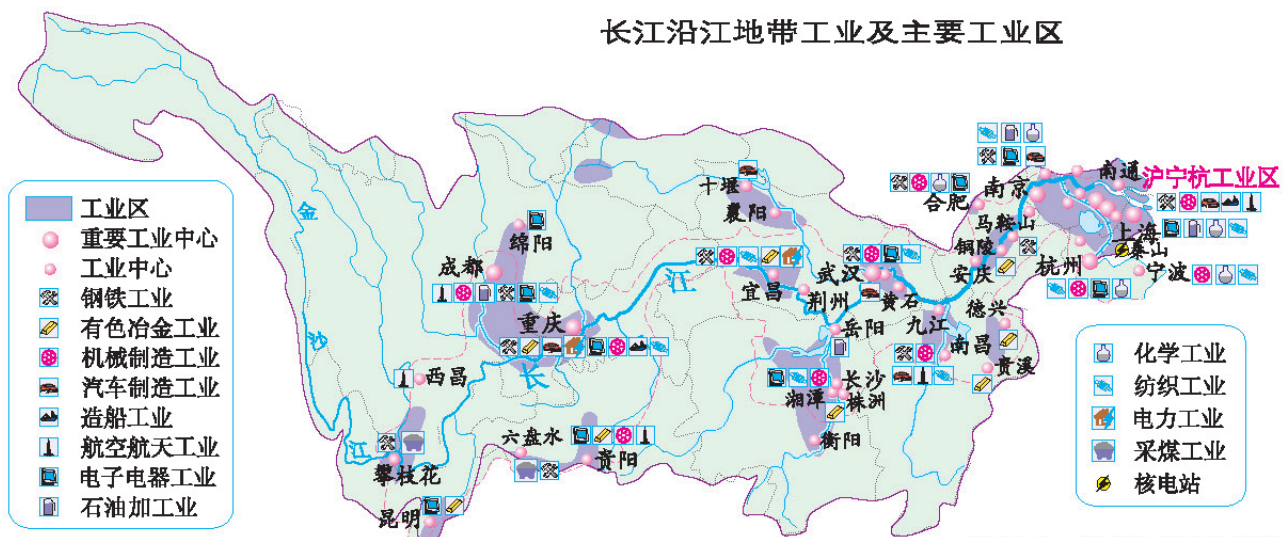 长江沿江地带工业及主要工业区
工业区
重要工业中心
工业中心
钢铁工业
有色冶金工业
机械制造工业
汽车制造工业
造船工业
航空航天工业
电子电器工业
石油加工业
金
沙
江
长
江
绵阳
成都
重庆
西昌
攀枝花
昆明
六盘水
贵阳
十堰
襄阳
宜昌
荆州
武汉
黄石
岳阳
长沙
湘潭
株洲
衡阳
九江
南昌
德兴
贵溪
合肥
南京
马鞍山
铜陵
安庆
南通
沪宁杭工业区
上海
秦山
杭州
宁波
化学工业
纺织工业
电力工业
采煤工业
核电站